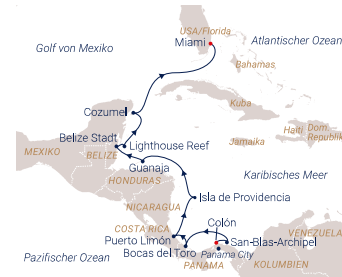 USA/Florida
Miami
Golf von Mexiko
Atlantischer Ozean
Bahamas
Cozumel
Kuba
Belize Stadt
Lighthouse Reef
Haiti
Dom.
Republik
Jamaika
MEXIKO
BELIZE
Guanaja
Karibisches Meer
HONDURAS
Isla de Providencia
NICARAGUA
Colón
COSTA RICA
VENEZUELA
Puerto Limón
San-Blas-Archipel
Bocas del Toro
Panama City
Pazifischer Ozean
PANAMA
KOLUMBIEN